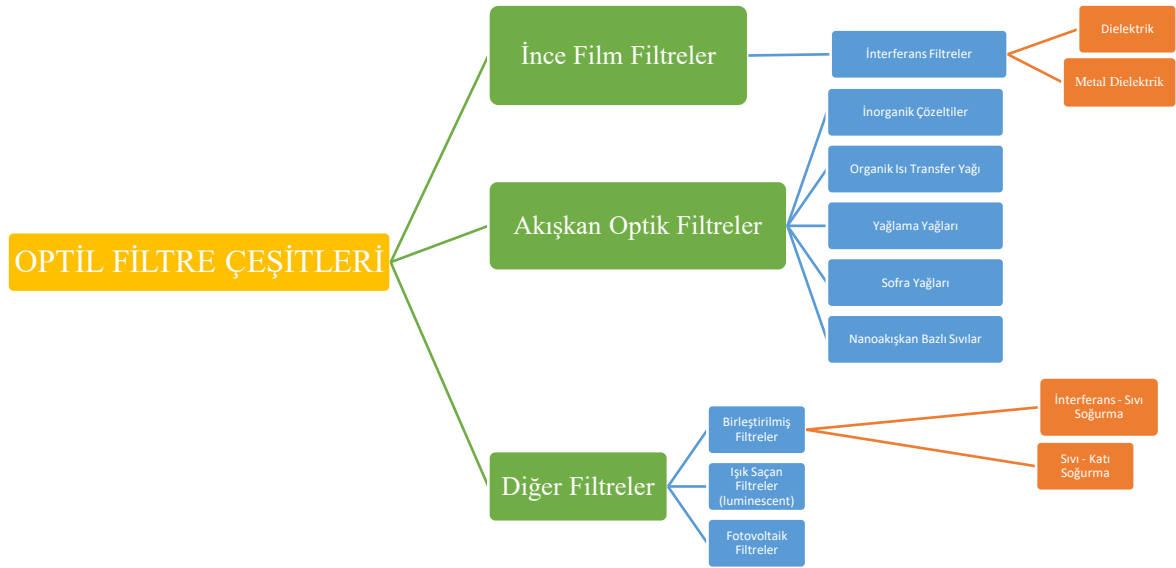 OPTİL FİLTRE ÇEŞİTLERİ
İnce Film Filtreler
İnterferans Filtreler
Dielektrik
Metal Dielektrik
Akışkan Optik Filtreler
İnorganik Çözeltiler
Organik Isı Transfer Yağı
Yağlama Yağları
Sofra Yağları
Nanoakışkan Bazlı Sıvılar
Diğer Filtreler
Birleştirilmiş
Filtreler
İnterferans - Sıvı
Soğurma
Sıvı - Katı
Soğurma
Işık Saçan
Filtreler
(luminescent)
Fotovoltaik
Filtreler